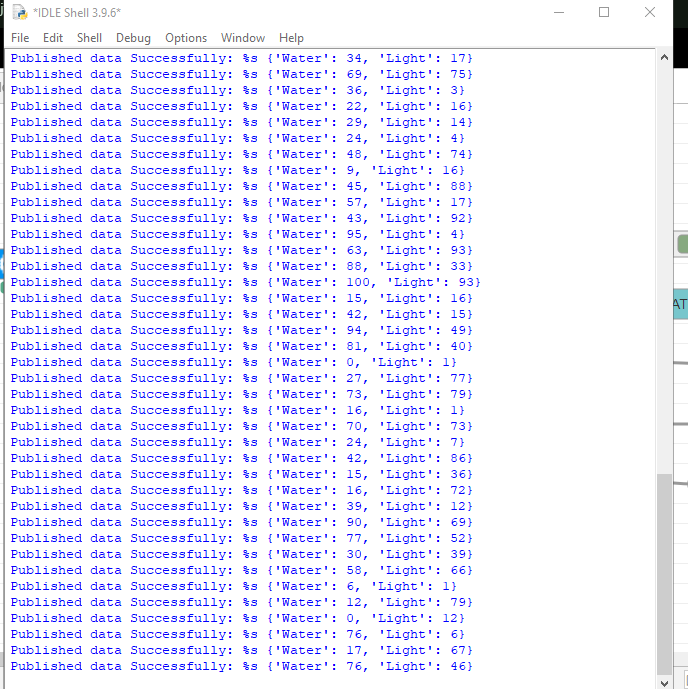 *IDLE Shell 3.9.6*
File Edit Shell Debug Options Window Help
Published data Successfully: %s {'Water': 34, 'Light': 17}
Published data Successfully: %s {'Water': 69, 'Light': 75}
Published data Successfully: %s {'Water': 36, 'Light': 3}
Published data Successfully: %s {'Water': 22, 'Light': 16}
Published data Successfully: %s {'Water': 29, 'Light': 14}
Published data Successfully: %s {'Water': 24, 'Light': 4}
Published data Successfully: %s {'Water': 48, 'Light': 74}
Published data Successfully: %s {'Water': 9, 'Light': 16}
Published data Successfully: %s {'Water': 45, 'Light': 88}
Published data Successfully: %s {'Water': 57, 'Light': 17}
Published data Successfully: %s {'Water': 43, 'Light': 92}
Published data Successfully: %s {'Water': 95, 'Light': 4}
Published data Successfully: %s {'Water': 63, 'Light': 93}
Published data Successfully: %s {'Water': 88, 'Light': 33}
Published data Successfully: %s {'Water': 100, 'Light': 93}
Published data Successfully: %s {'Water': 15, 'Light': 16}
Published data Successfully: %s {'Water': 42, 'Light': 15}
Published data Successfully: %s {'Water': 94, 'Light': 49}
Published data Successfully: %s {'Water': 81, 'Light': 40}
Published data Successfully: %s {'Water': 0, 'Light': 1}
Published data Successfully: %s {'Water': 27, 'Light': 77}
Published data Successfully: %s {'Water': 73, 'Light': 79}
Published data Successfully: %s {'Water': 16, 'Light': 1}
Published data Successfully: %s {'Water': 70, 'Light': 73}
Published data Successfully: %s {'Water': 24, 'Light': 7}
Published data Successfully: %s {'Water': 42, 'Light': 86}
Published data Successfully: %s {'Water': 15, 'Light': 36}
Published data Successfully: %s {'Water': 16, 'Light': 72}
Published data Successfully: %s {'Water': 39, 'Light': 12}
Published data Successfully: %s {'Water': 90, 'Light': 69}
Published data Successfully: %s {'Water': 77, 'Light': 52}
Published data Successfully: %s {'Water': 30, 'Light': 39}
Published data Successfully: %s {'Water': 58, 'Light': 66}
Published data Successfully: %s {'Water': 6, 'Light': 1}
Published data Successfully: %s {'Water': 12, 'Light': 79}
Published data Successfully: %s {'Water': 0, 'Light': 12}
Published data Successfully: %s {'Water': 76, 'Light': 6}
Published data Successfully: %s {'Water': 17, 'Light': 67}
Published data Successfully: %s {'Water': 76, 'Light': 46}
AT